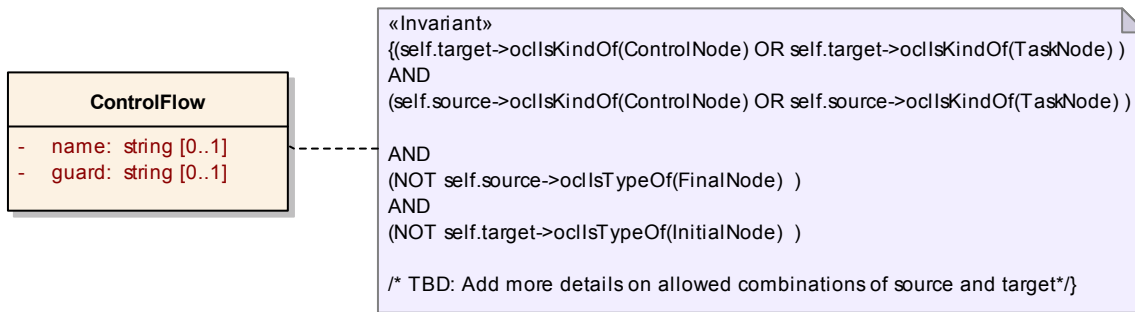 ControlFlow
- name: string [0..1]
- guard: string [0..1]
«Invariant»
{(self.target->oclIsKindOf(ControlNode) OR self.target->oclIsKindOf(TaskNode) )
AND
(self.source->oclIsKindOf(ControlNode) OR self.source->oclIsKindOf(TaskNode) )
AND
(NOT self.source->oclIsTypeOf(FinalNode) )
AND
(NOT self.target->oclIsTypeOf(InitialNode) )
/* TBD: Add more details on allowed combinations of source and target*/}